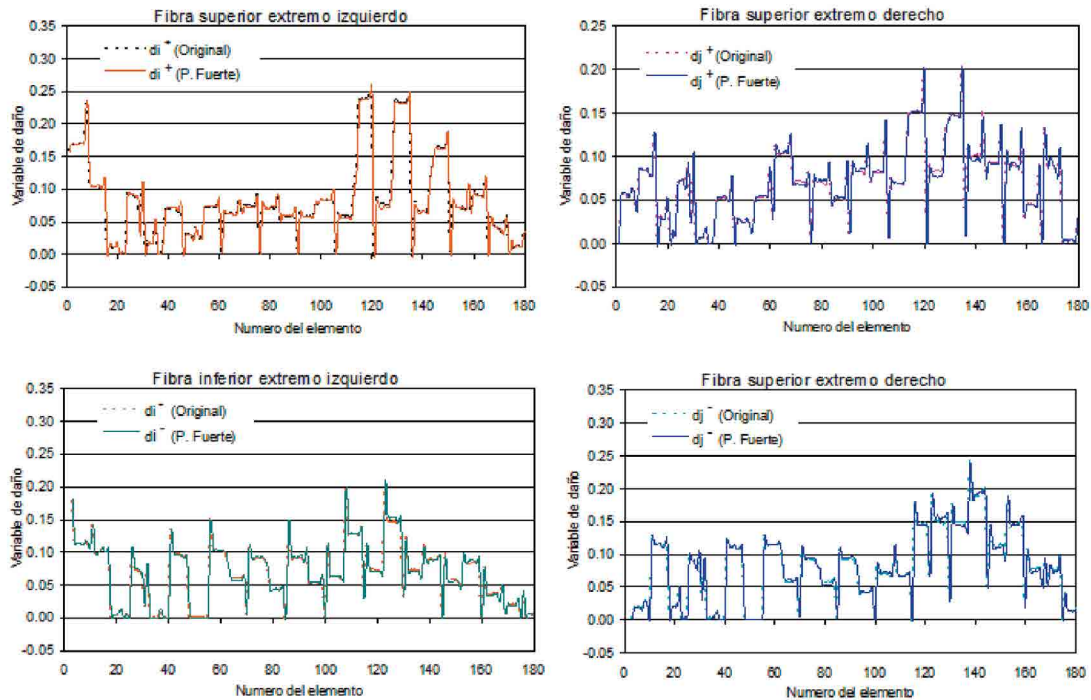 Fibra superior extremo izquierdo
0.35
0.30
0.25
0.20
0.15
0.10
0.05
0.00
-0.05
di + (Original)
di + (P. Fuerte)
Variable de daño
0 20 40 60 80 100 120 140 160 180
Numero del elemento
Fibra superior extremo derecho
0.25
0.20
0.15
0.10
0.05
0.00
-0.05
dj + (Original)
dj + (P. Fuerte)
Variable de daño
0 20 40 60 80 100 120 140 160 180
Numero del elemento
Fibra inferior extremo izquierdo
0.35
0.30
0.25
0.20
0.15
0.10
0.05
0.00
-0.05
di - (Original)
di - (P. Fuerte)
Variable de daño
0 20 40 60 80 100 120 140 160 180
Numero del elemento
Fibra superior extremo derecho
0.35
0.30
0.25
0.20
0.15
0.10
0.05
0.00
-0.05
dj - (Original)
dj - (P. Fuerte)
Variable de daño
0 20 40 60 80 100 120 140 160 180
Numero del elemento